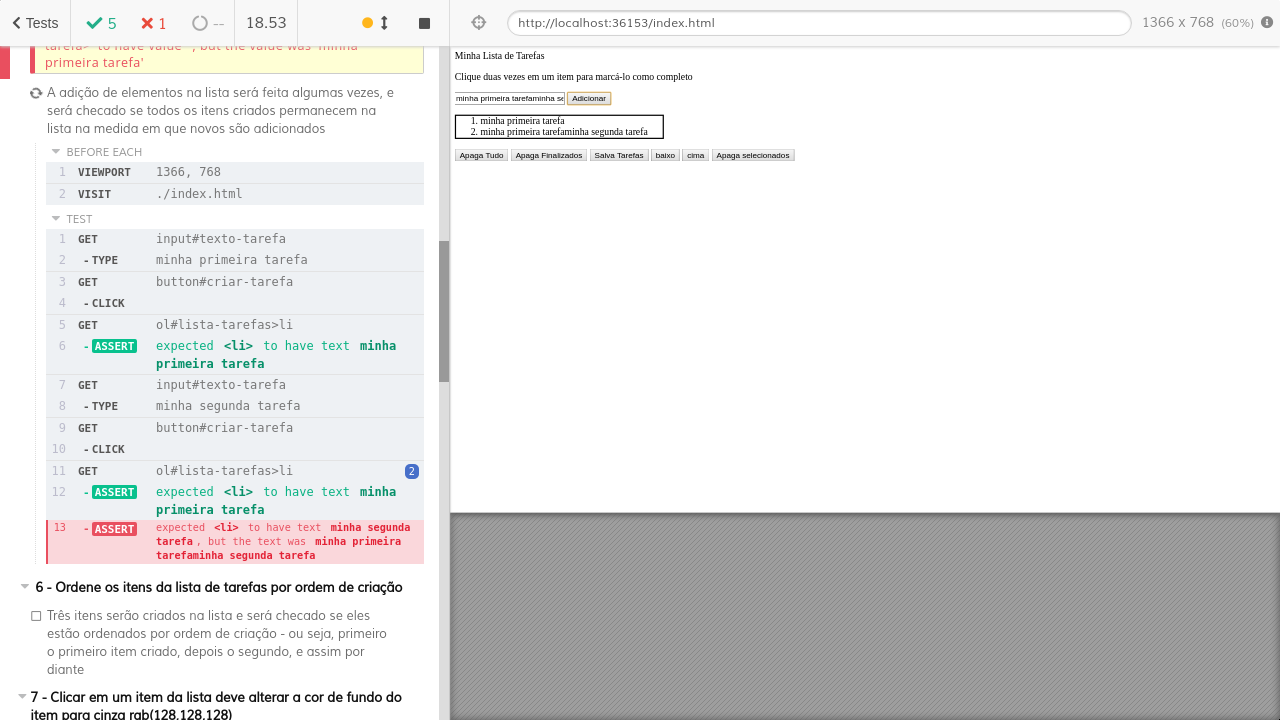 Tests
5
1
--
18.53
http://localhost:36153/index.html
1366 x 768 (60%)
tarefa>' to have value '', but the value was 'minha
primeira tarefa'
A adição de elementos na lista será feita algumas vezes, e
será checado se todos os itens criados permanecem na
lista na medida em que novos são adicionados
BEFORE EACH
1 VIEWPORT 1366, 768
2 VISIT ./index.html
TEST
1 GET input#texto-tarefa
2 -TYPE minha primeira tarefa
3 GET button#criar-tarefa
4 -CLICK
5 GET ol#lista-tarefas>li
6 -ASSERT expected <li> to have text minha
primeira tarefa
7 GET input#texto-tarefa
8 -TYPE minha segunda tarefa
9 GET button#criar-tarefa
10 -CLICK
11 GET ol#lista-tarefas>li 2
12 -ASSERT expected <li> to have text minha
primeira tarefa
13 -ASSERT expected <li> to have text minha segunda
tarefa, but the text was minha primeira
tarefaminha segunda tarefa
6 - Ordene os itens da lista de tarefas por ordem de criação
Três itens serão criados na lista e será checado se eles
estão ordenados por ordem de criação - ou seja, primeiro
o primeiro item criado, depois o segundo, e assim por
diante
7 - Clicar em um item da lista deve alterar a cor de fundo do
item para cinza rgb(128,128,128)
Minha Lista de Tarefas
Clique duas vezes em um item para marcá-lo como completo
minha primeira tarefaminha se Adicionar
1. minha primeira tarefa
2. minha primeira tarefaminha segunda tarefa
Apaga Tudo Apaga Finalizados Salva Tarefas baixo cima Apaga selecionados